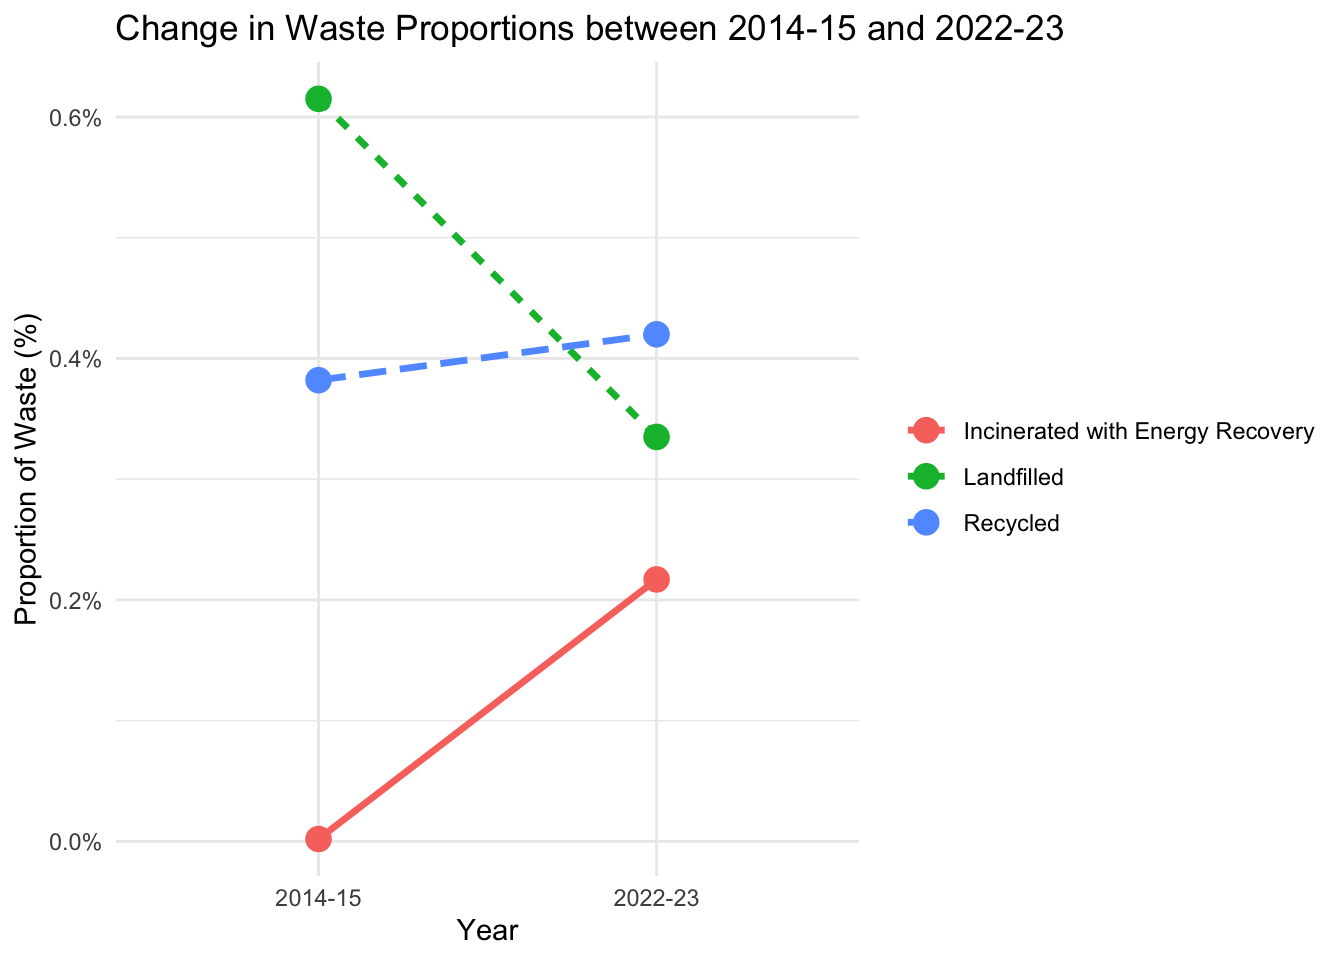 Change in Waste Proportions between 2014-15 and 2022-23
Proportion of Waste (%)
0.6%
0.4%
0.2%
0.0%
2014-15 2022-23
Year
Incinerated with Energy Recovery
Landfilled
Recycled